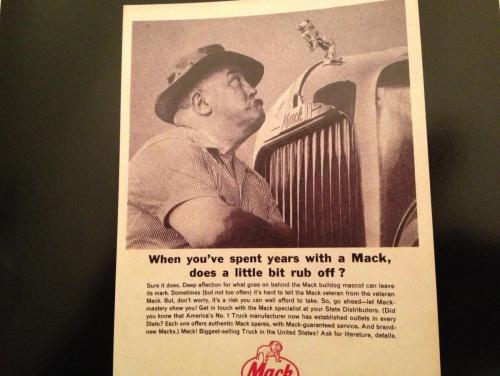 Mack
When you've spent years with a Mack,
does a little bit rub off?
Sure it does. Deep affection for what goes on behind the Mack bulldog mascot can leave
its mark. Sometimes (but not too often) it's hard to tell the Mack veteran from the veteran
Mack. But, don't worry, it's a risk you can well afford to take. So, go ahead—let Mack-
mastery show you! Get in touch with the Mack specialist at your State Distributors. (Did
you know that America's No. 1 Truck manufacturer now has established outlets in every
State? Each one offers authentic Mack spares, with Mack-guaranteed service. And brand-
new Macks.) Mack! Biggest-selling Truck in the United States! Ask for literature, details.
Mack